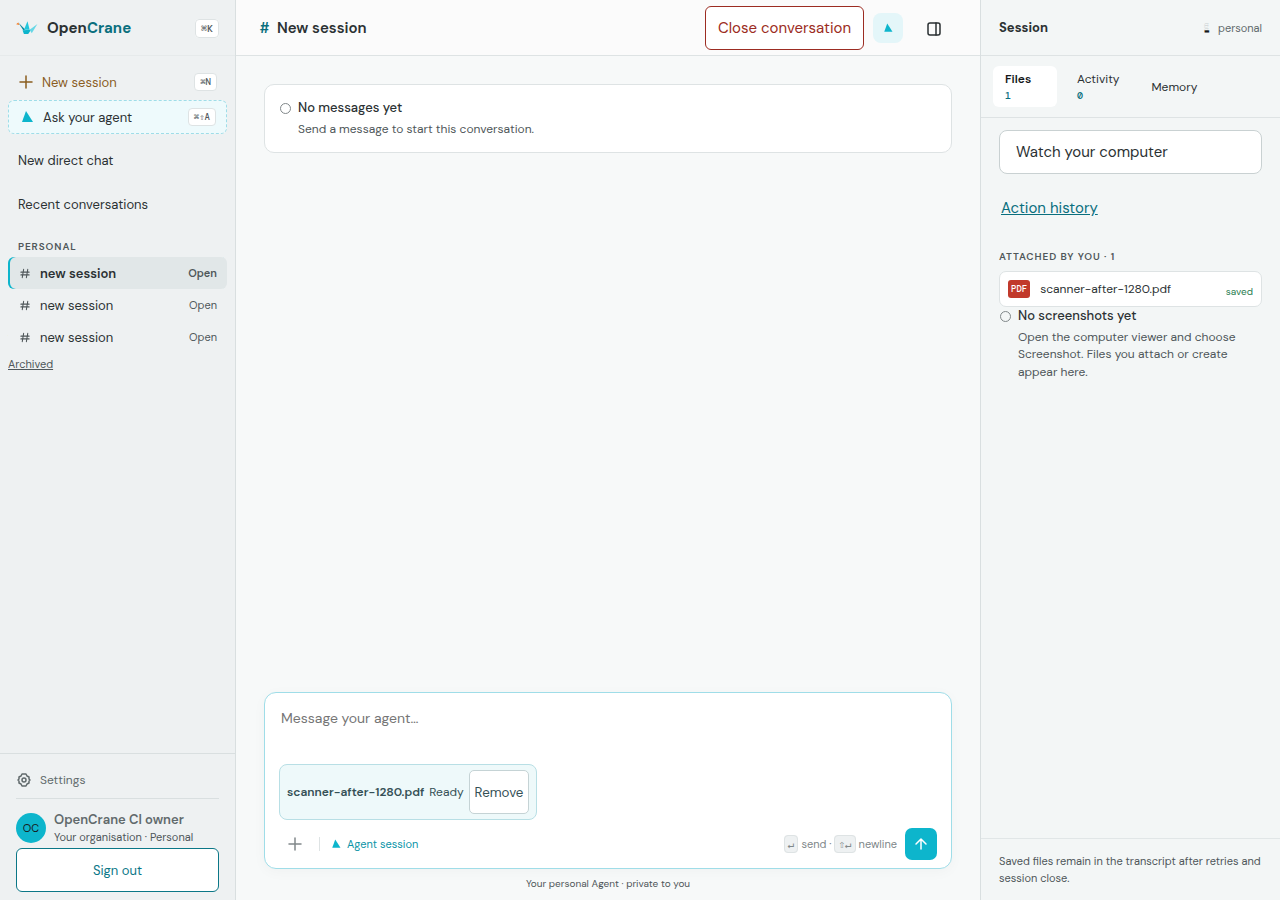 OpenCrane
⌘K
New session
⌘N
Ask your agent
⌘⇧A
New direct chat
Recent conversations
PERSONAL
# new session Open
# new session Open
# new session Open
Archived
Settings
OC
OpenCrane CI owner
Your organisation · Personal
Sign out
# New session
Close conversation
No messages yet
Send a message to start this conversation.
Message your agent…
scanner-after-1280.pdf Ready Remove
Agent session
↵ send · ⇧↵ newline
Your personal Agent · private to you
Session
personal
Files
1
Activity
0
Memory
Watch your computer
Action history
ATTACHED BY YOU · 1
PDF scanner-after-1280.pdf saved
No screenshots yet
Open the computer viewer and choose
Screenshot. Files you attach or create
appear here.
Saved files remain in the transcript after retries and
session close.